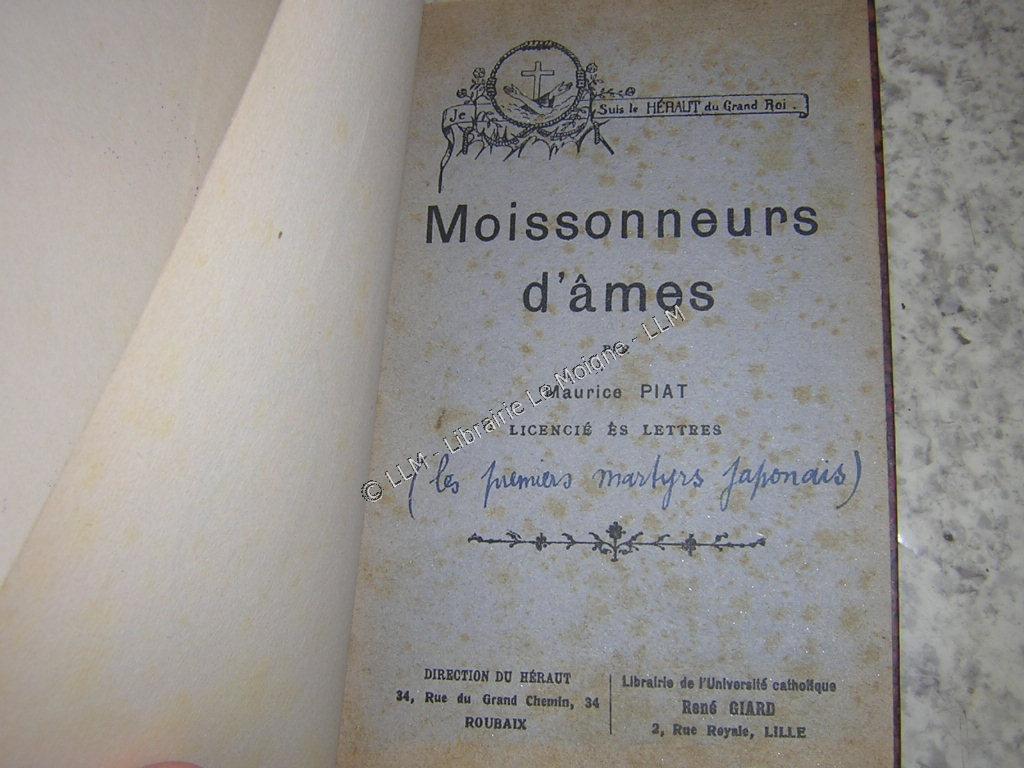 Je Suis le HÉRAUT du Grand Roi.
Moissonneurs
d'âmes
PAR
Maurice PIAT
LICENCIÉ ÈS LETTRES
(les premiers martyrs japonais)
© LLM - Librairie Le Moigne - LLM
DIRECTION DU HÉRAUT
34, Rue du Grand Chemin, 34
ROUBAIX
Librairie de l'Université catholique
René GIARD
2, Rue Royale, LILLE